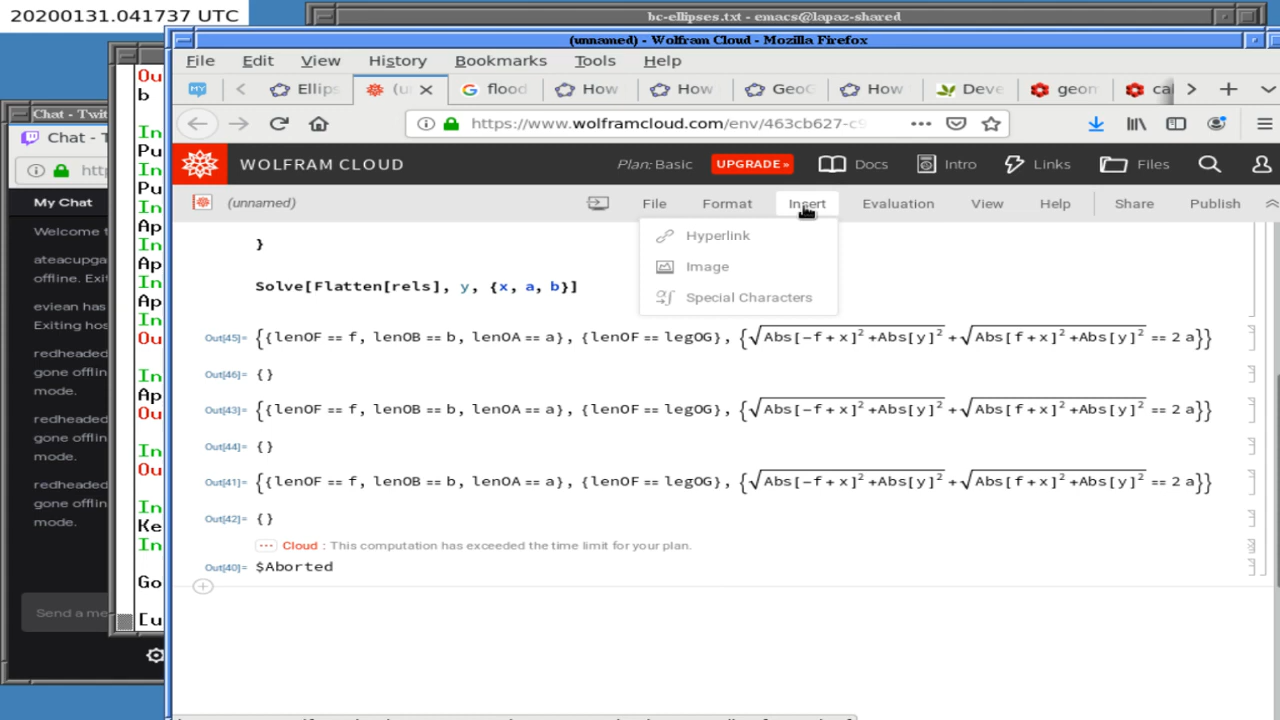 20200131.041737 UTC
bc-ellipses.txt - emacs@lapaz-shared
(unnamed) - Wolfram Cloud - Mozilla Firefox
File Edit View History Bookmarks Tools Help
MY Ellips (u flood How How GeoG How Deve geom cal
https://www.wolframcloud.com/env/463cb627-c9
WOLFRAM CLOUD Plan: Basic UPGRADE » Docs Intro Links Files
(unnamed) File Format Insert Evaluation View Help Share Publish
Hyperlink
Image
Special Characters
}
Solve[Flatten[rels], y, {x, a, b}]
Out[45]= {{lenOF == f, lenOB == b, lenOA == a}, {lenOF == legOG}, {√Abs[-f + x]² +Abs[y]² + √Abs[f + x]² +Abs[y]² == 2 a}}
Out[46]= {}
Out[43]= {{lenOF == f, lenOB == b, lenOA == a}, {lenOF == legOG}, {√Abs[-f + x]² +Abs[y]² + √Abs[f + x]² +Abs[y]² == 2 a}}
Out[44]= {}
Out[41]= {{lenOF == f, lenOB == b, lenOA == a}, {lenOF == legOG}, {√Abs[-f + x]² +Abs[y]² + √Abs[f + x]² +Abs[y]² == 2 a}}
Out[42]= {}
··· Cloud : This computation has exceeded the time limit for your plan.
Out[40]= $Aborted
Ou
b
In
Pu
In
Pu
In
Ap
In
Ap
In
Ap
In
Ou
In
Ap
Ou
In
Ou
In
Ke
In
Go
[u
Chat - Twit
Chat - T
http
My Chat
Welcome t
ateacupga
offline. Exit
eviean has
Exiting hos
redheaded
gone offlin
mode.
redheaded
gone offlin
mode.
redheaded
gone offlin
mode.
Send a me